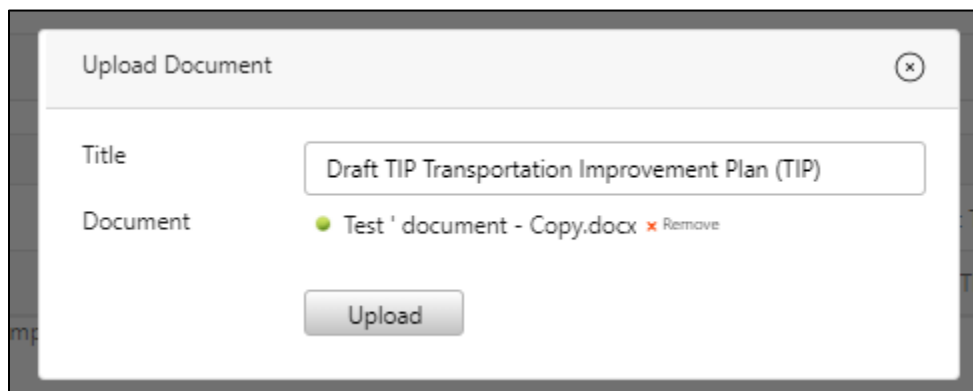 Upload Document
Title
Draft TIP Transportation Improvement Plan (TIP)
Document
Test ' document - Copy.docx × Remove
Upload